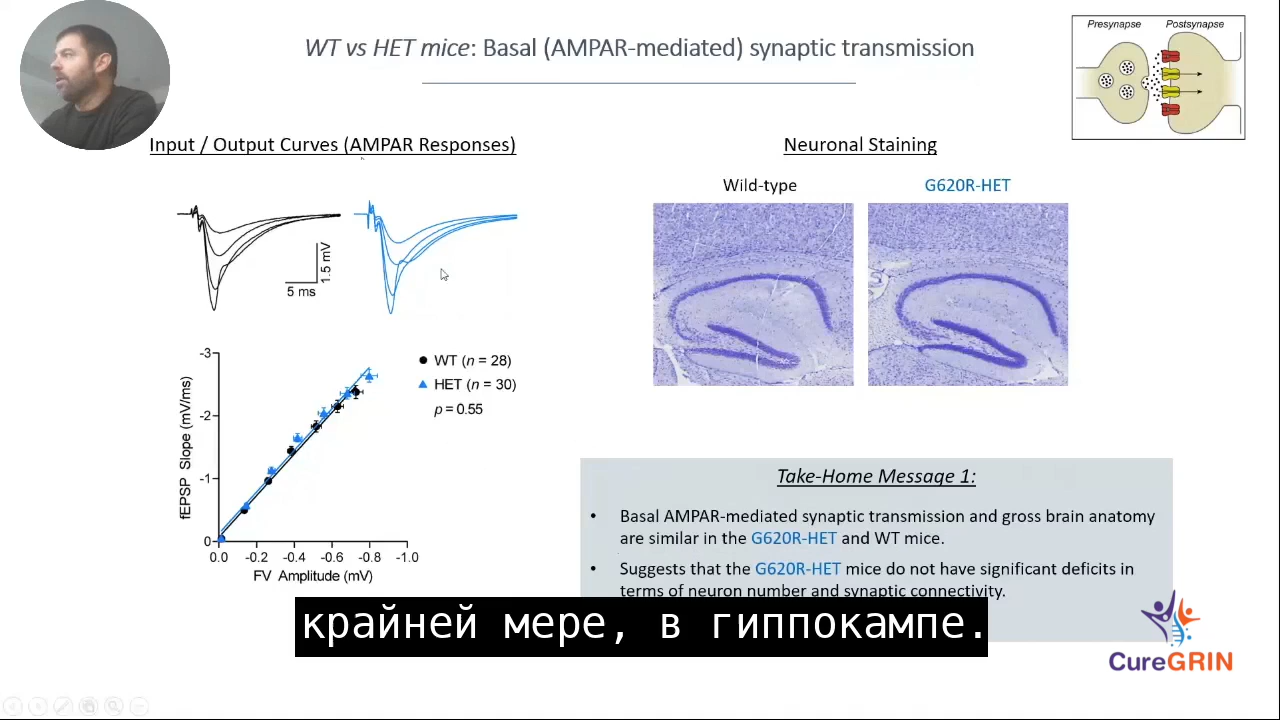 WT vs HET mice: Basal (AMPAR-mediated) synaptic transmission
Presynapse
Postsynapse
Input / Output Curves (AMPAR Responses)
1.5 mV
5 ms
WT (n = 28)
HET (n = 30)
p = 0.55
fEPSP Slope (mV/ms)
-3
-2
-1
0
0.0 -0.2 -0.4 -0.6 -0.8 -1.0
FV Amplitude (mV)
Neuronal Staining
Wild-type
G620R-HET
Take-Home Message 1:
• Basal AMPAR-mediated synaptic transmission and gross brain anatomy
are similar in the G620R-HET and WT mice.
• Suggests that the G620R-HET mice do not have significant deficits in
terms of neuron number and synaptic connectivity.
крайней мере, в гиппокампе.
CureGRIN